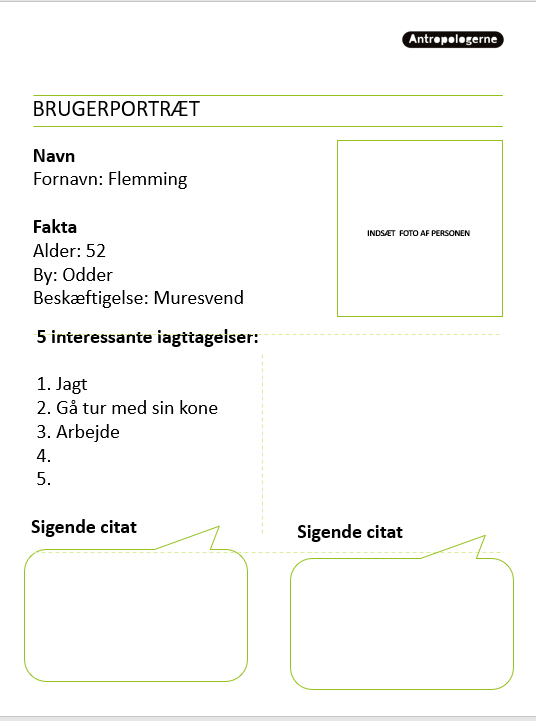 Antropologerne
BRUGERPORTRÆT
Navn
Fornavn: Flemming
Fakta
Alder: 52
By: Odder
Beskæftigelse: Muresvend
INDSÆT FOTO AF PERSONEN
5 interessante iagttagelser:
1. Jagt
2. Gå tur med sin kone
3. Arbejde
4.
5.
Sigende citat
Sigende citat